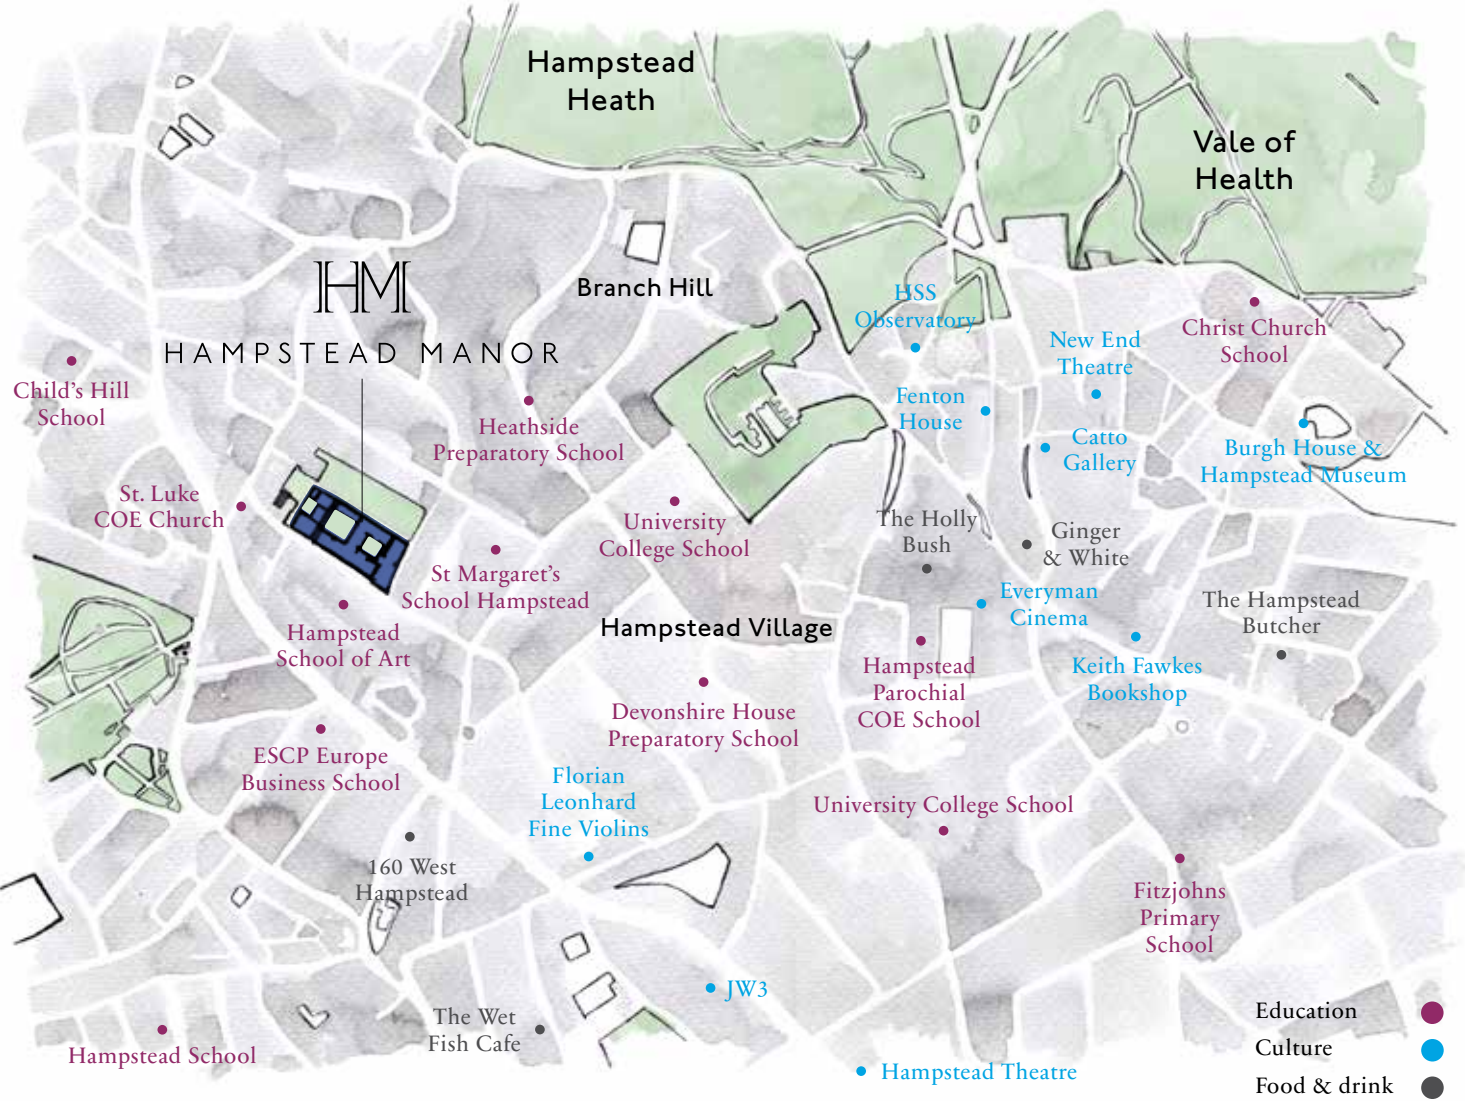 Hampstead
Heath
Vale of
Health
Branch Hill
HM
HAMPSTEAD MANOR
HSS
Observatory
New End
Theatre
Christ Church
School
Child's Hill
School
Heathside
Preparatory School
Fenton
House
Catto
Gallery
Burgh House &
Hampstead Museum
St. Luke
COE Church
University
College School
The Holly
Bush
Ginger
& White
St Margaret's
School Hampstead
Everyman
Cinema
The Hampstead
Butcher
Hampstead
School of Art
Hampstead Village
Hampstead
Parochial
COE School
Keith Fawkes
Bookshop
Devonshire House
Preparatory School
ESCP Europe
Business School
Florian
Leonhard
Fine Violins
University College School
160 West
Hampstead
Fitzjohns
Primary
School
JW3
The Wet
Fish Cafe
Hampstead School
Hampstead Theatre
Education
Culture
Food & drink